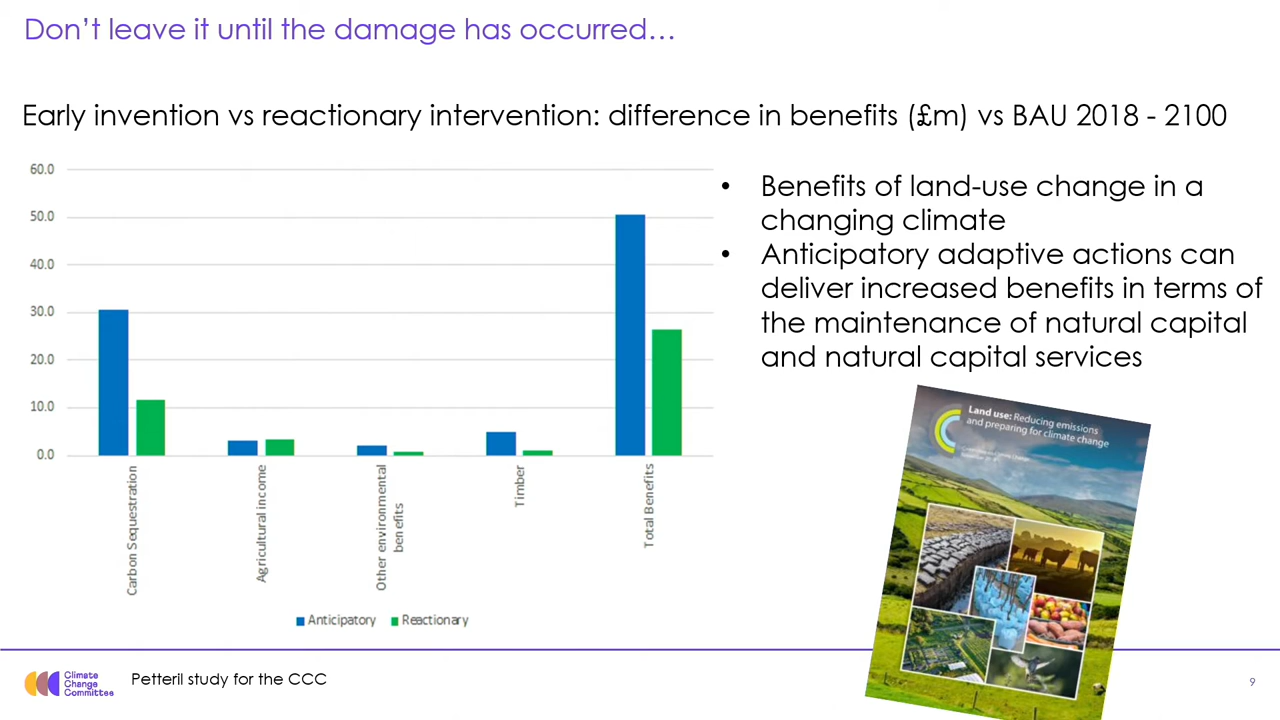 Don’t leave it until the damage has occurred…
Early invention vs reactionary intervention: difference in benefits (£m) vs BAU 2018 - 2100
60.0
50.0
40.0
30.0
20.0
10.0
0.0
Carbon Sequestration
Agricultural income
Other environmental
benefits
Timber
Total Benefits
Anticipatory
Reactionary
• Benefits of land-use change in a
changing climate
• Anticipatory adaptive actions can
deliver increased benefits in terms of
the maintenance of natural capital
and natural capital services
Land use: Reducing emissions
and preparing for climate change
Climate
Change
Committee
Petteril study for the CCC
9